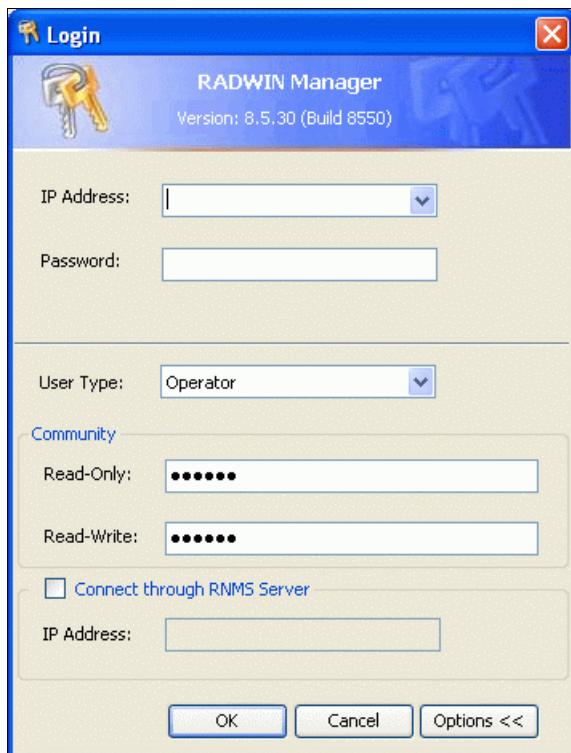 Login
RADWIN Manager
Version: 8.5.30 (Build 8550)
IP Address:
Password:
User Type: Operator
Community
Read-Only: ●●●●●●
Read-Write: ●●●●●●
Connect through RNMS Server
IP Address:
OK Cancel Options <<